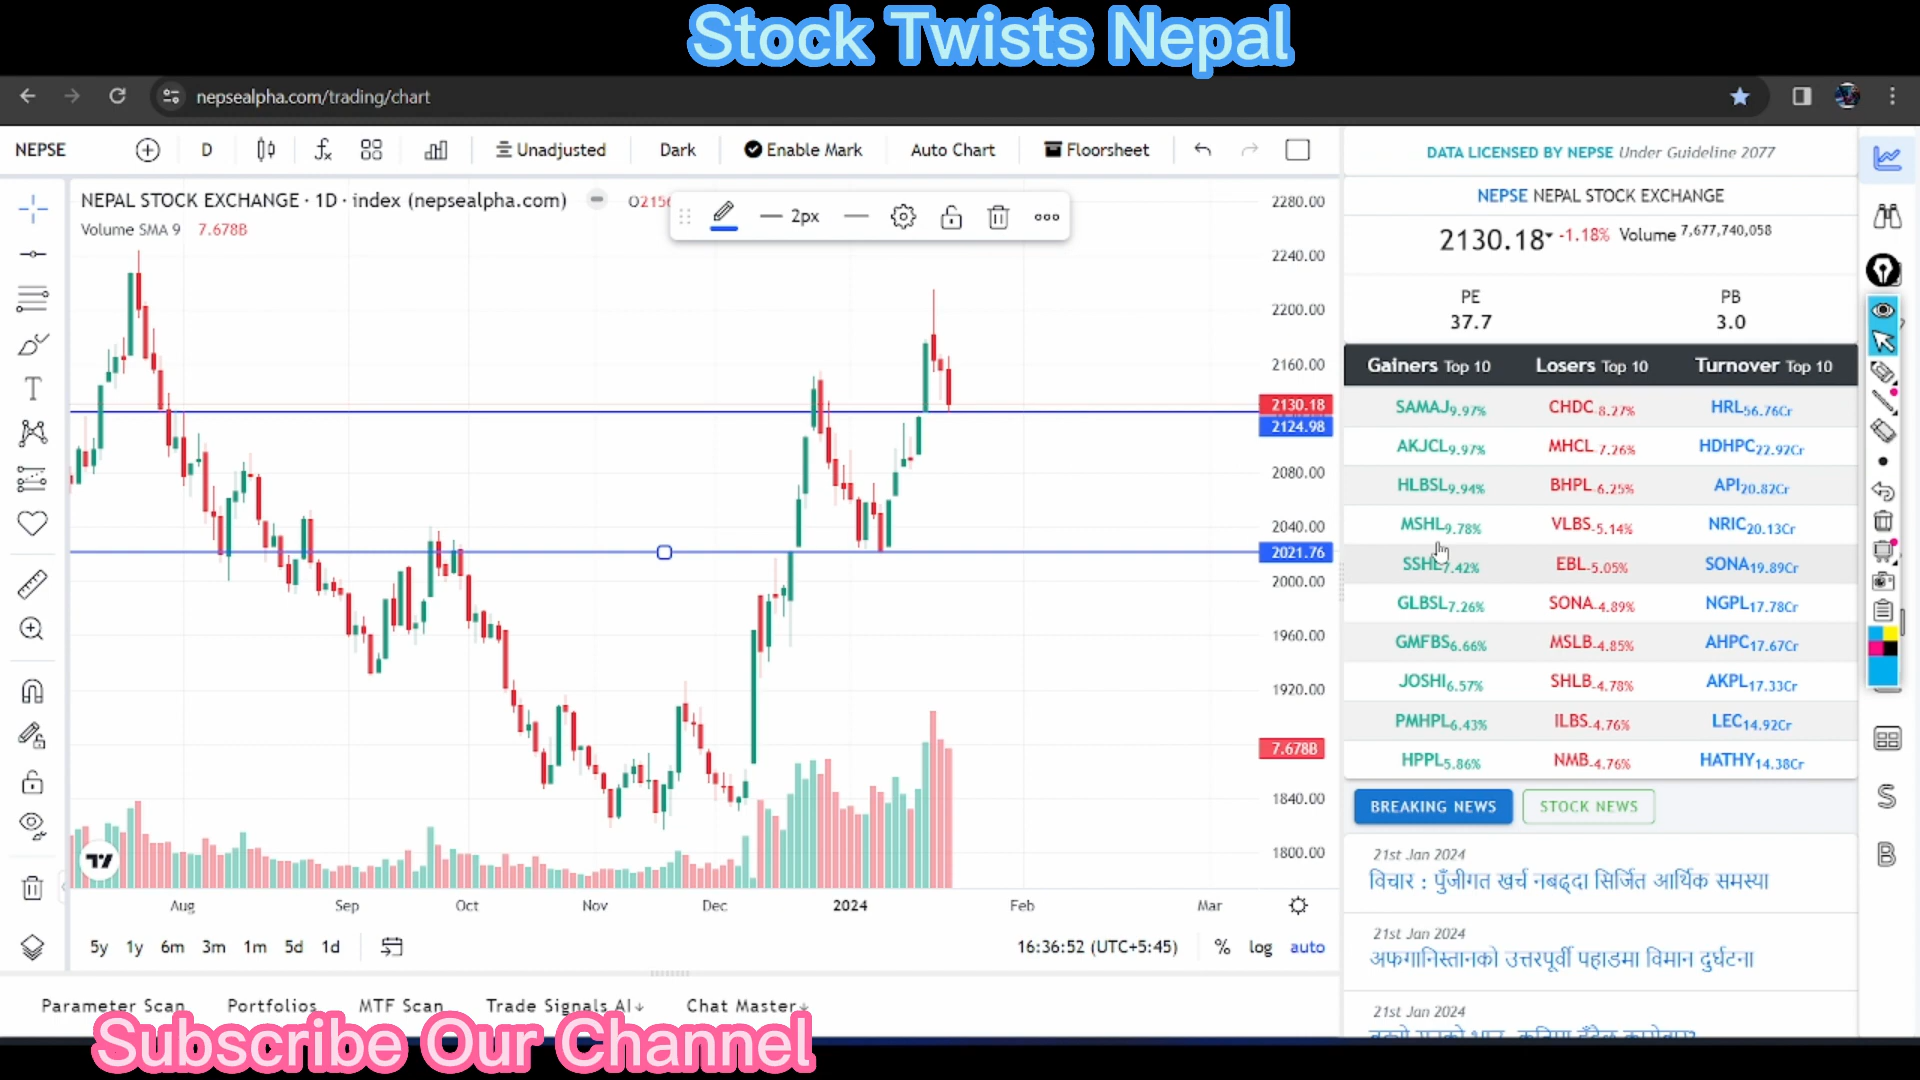 Stock Twists Nepal
nepsealpha.com/trading/chart
NEPSE D Unadjusted Dark Enable Mark Auto Chart Floorsheet
NEPAL STOCK EXCHANGE · 1D · index (nepsealpha.com) O2156
2px
Volume SMA 9 7.678B
2280.00
2240.00
2200.00
2160.00
2130.18
2124.98
2080.00
2040.00
2021.76
2000.00
1960.00
1920.00
7.678B
1840.00
1800.00
Aug Sep Oct Nov Dec 2024 Feb Mar
5y 1y 6m 3m 1m 5d 1d 16:36:52 (UTC+5:45) % log auto
Parameter Scan Portfolios MTF Scan Trade Signals AI↓ Chat Master↓
DATA LICENSED BY NEPSE Under Guideline 2077
NEPSE NEPAL STOCK EXCHANGE
2130.18 -1.18% Volume 7,677,740,058
PE PB
37.7 3.0
Gainers Top 10 Losers Top 10 Turnover Top 10
SAMAJ 9.97% CHDC -8.27% HRL 56.76Cr
AKJCL 9.97% MHCL -7.26% HDHPC 22.92Cr
HLBSL 9.94% BHPL -6.25% API 20.82Cr
MSHL 9.78% VLBS -5.14% NRIC 20.13Cr
SSHL 7.42% EBL -5.05% SONA 19.89Cr
GLBSL 7.26% SONA -4.89% NGPL 17.78Cr
GMFBS 6.66% MSLB -4.85% AHPC 17.67Cr
JOSHI 6.57% SHLB -4.78% AKPL 17.33Cr
PMHPL 6.43% ILBS -4.76% LEC 14.92Cr
HPPL 5.86% NMB -4.76% HATHY 14.38Cr
BREAKING NEWS STOCK NEWS
21st Jan 2024
विचार : पुँजीगत खर्च नबढ्दा सिर्जित आर्थिक समस्या
21st Jan 2024
अफगानिस्तानको उत्तरपूर्वी पहाडमा विमान दुर्घटना
21st Jan 2024
S
B
Subscribe Our Channel